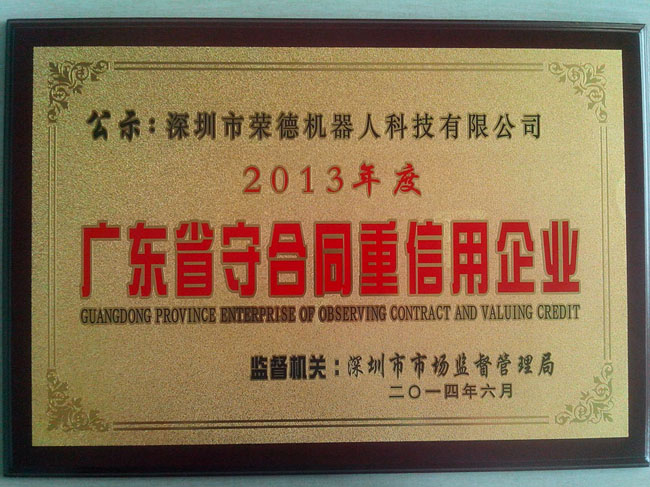 公示：深圳市荣德机器人科技有限公司
2013年度
广东省守合同重信用企业
GUANGDONG PROVINCE ENTERPRISE OF OBSERVING CONTRACT AND VALUING CREDIT
监督机关：深圳市市场监督管理局
二〇一四年六月